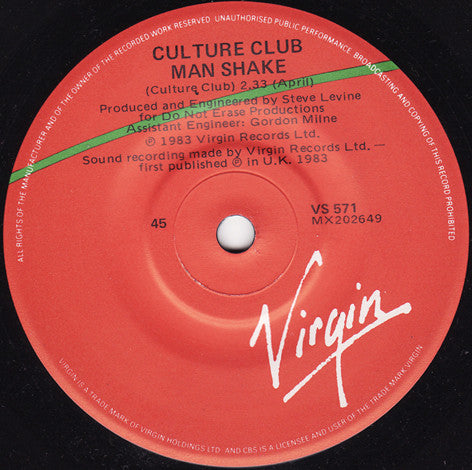 ALL RIGHTS OF THE MANUFACTURER AND OF THE OWNER OF THE RECORDED WORK RESERVED. UNAUTHORISED PUBLIC PERFORMANCE, BROADCASTING AND COPYING OF THIS RECORD PROHIBITED
CULTURE CLUB
MAN SHAKE
(Culture Club) 2.33 (April)
Produced and Engineered by Steve Levine
for Do Not Erase Productions
Assistant Engineer: Gordon Milne
℗ 1983 Virgin Records Ltd.
Sound recording made by Virgin Records Ltd. —
first published ℗ in U.K. 1983
45
VS 571
MX202649
Virgin
VIRGIN IS A TRADE MARK OF VIRGIN HOLDINGS LTD AND CBS IS A LICENSEE AND USER OF THE TRADE MARK VIRGIN